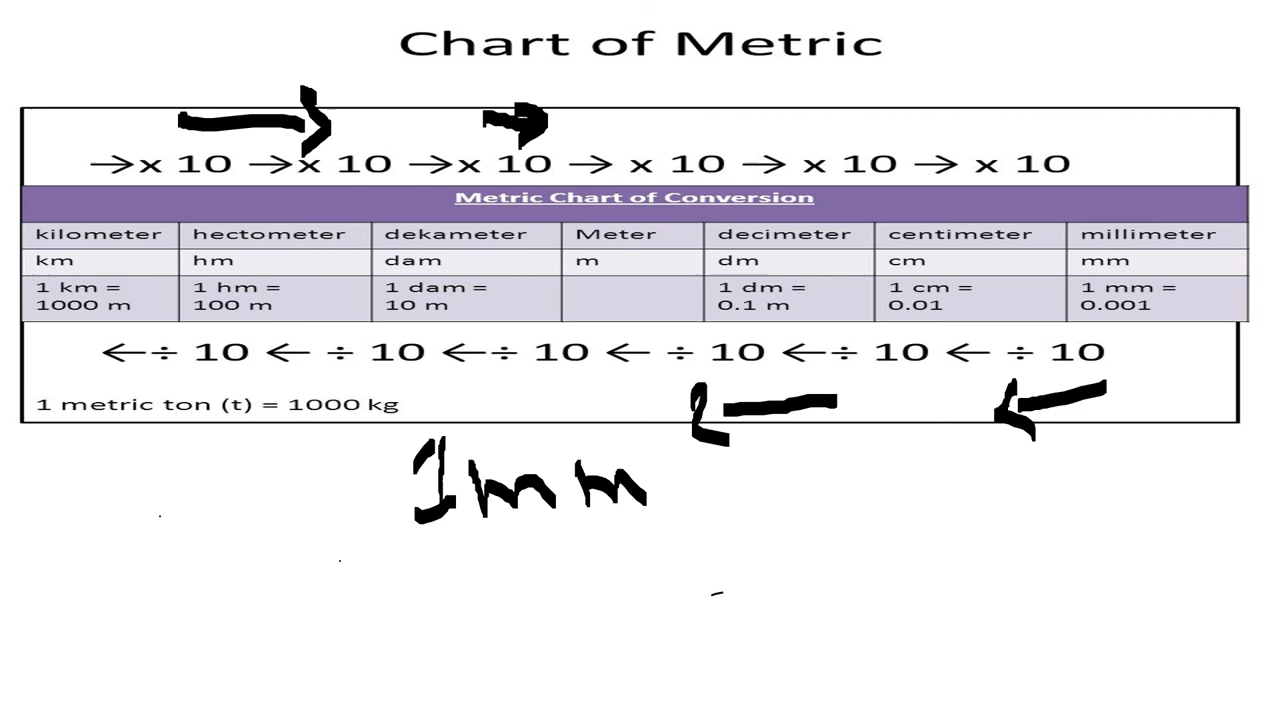 Chart of Metric
→x 10 →x 10 →x 10 → x 10 → x 10 → x 10
Metric Chart of Conversion
kilometer hectometer dekameter Meter decimeter centimeter millimeter
km hm dam m dm cm mm
1 km = 1 hm = 1 dam = 1 dm = 1 cm = 1 mm =
1000 m 100 m 10 m 0.1 m 0.01 0.001
←÷ 10 ← ÷ 10 ←÷ 10 ← ÷ 10 ←÷ 10 ← ÷ 10
1 metric ton (t) = 1000 kg
1mm